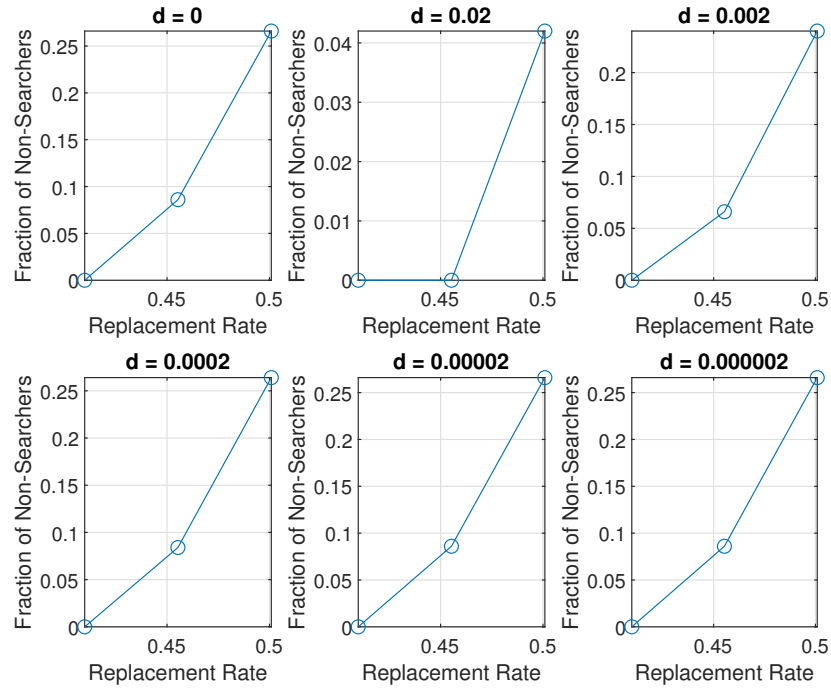 d = 0
Fraction of Non-Searchers
0.25
0.2
0.15
0.1
0.05
0
0.45
0.5
Replacement Rate
d = 0.02
Fraction of Non-Searchers
0.04
0.03
0.02
0.01
0
0.45
0.5
Replacement Rate
d = 0.002
Fraction of Non-Searchers
0.2
0.15
0.1
0.05
0
0.45
0.5
Replacement Rate
d = 0.0002
Fraction of Non-Searchers
0.25
0.2
0.15
0.1
0.05
0
0.45
0.5
Replacement Rate
d = 0.00002
Fraction of Non-Searchers
0.25
0.2
0.15
0.1
0.05
0
0.45
0.5
Replacement Rate
d = 0.000002
Fraction of Non-Searchers
0.25
0.2
0.15
0.1
0.05
0
0.45
0.5
Replacement Rate